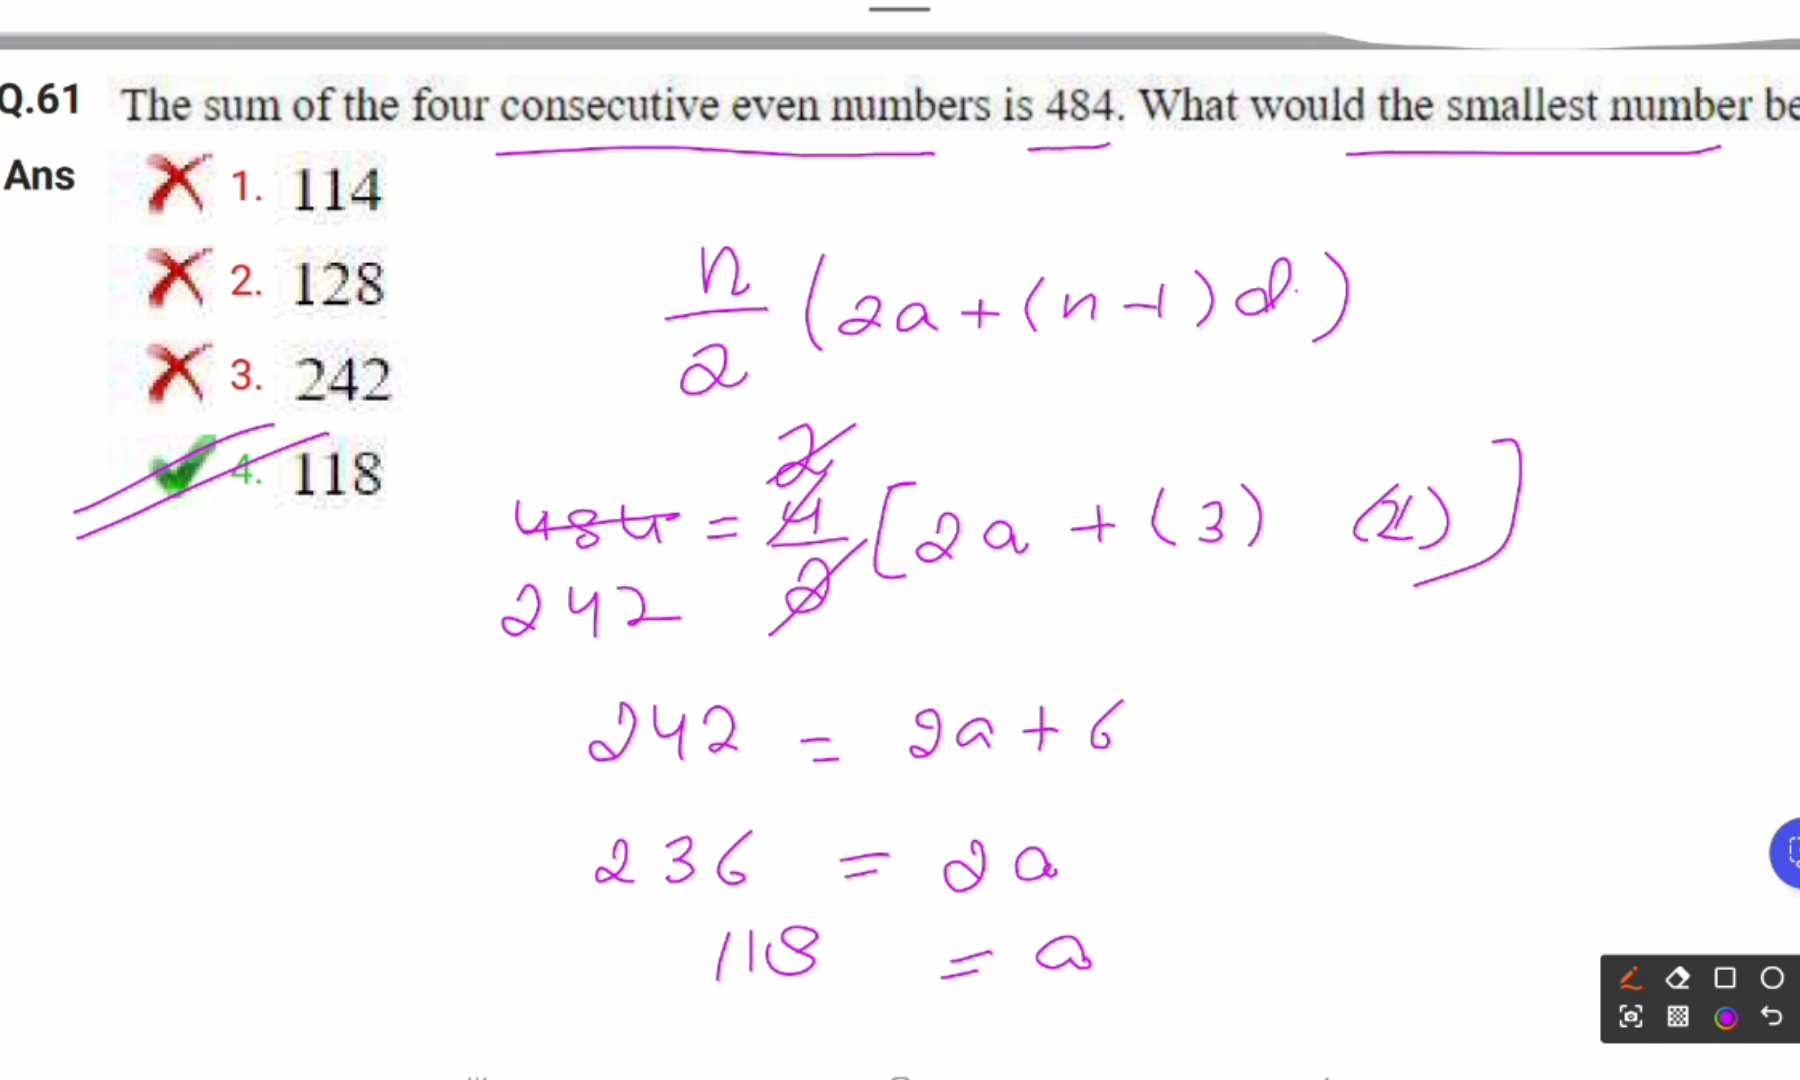 Q.61 The sum of the four consecutive even numbers is 484. What would the smallest number be
Ans
1. 114
2. 128
3. 242
4. 118
n/2 (2a+(n-1)d)
2
484 = 4/2 [2a + (3) (2)]
242
242 = 2a + 6
236 = 2a
118 = a